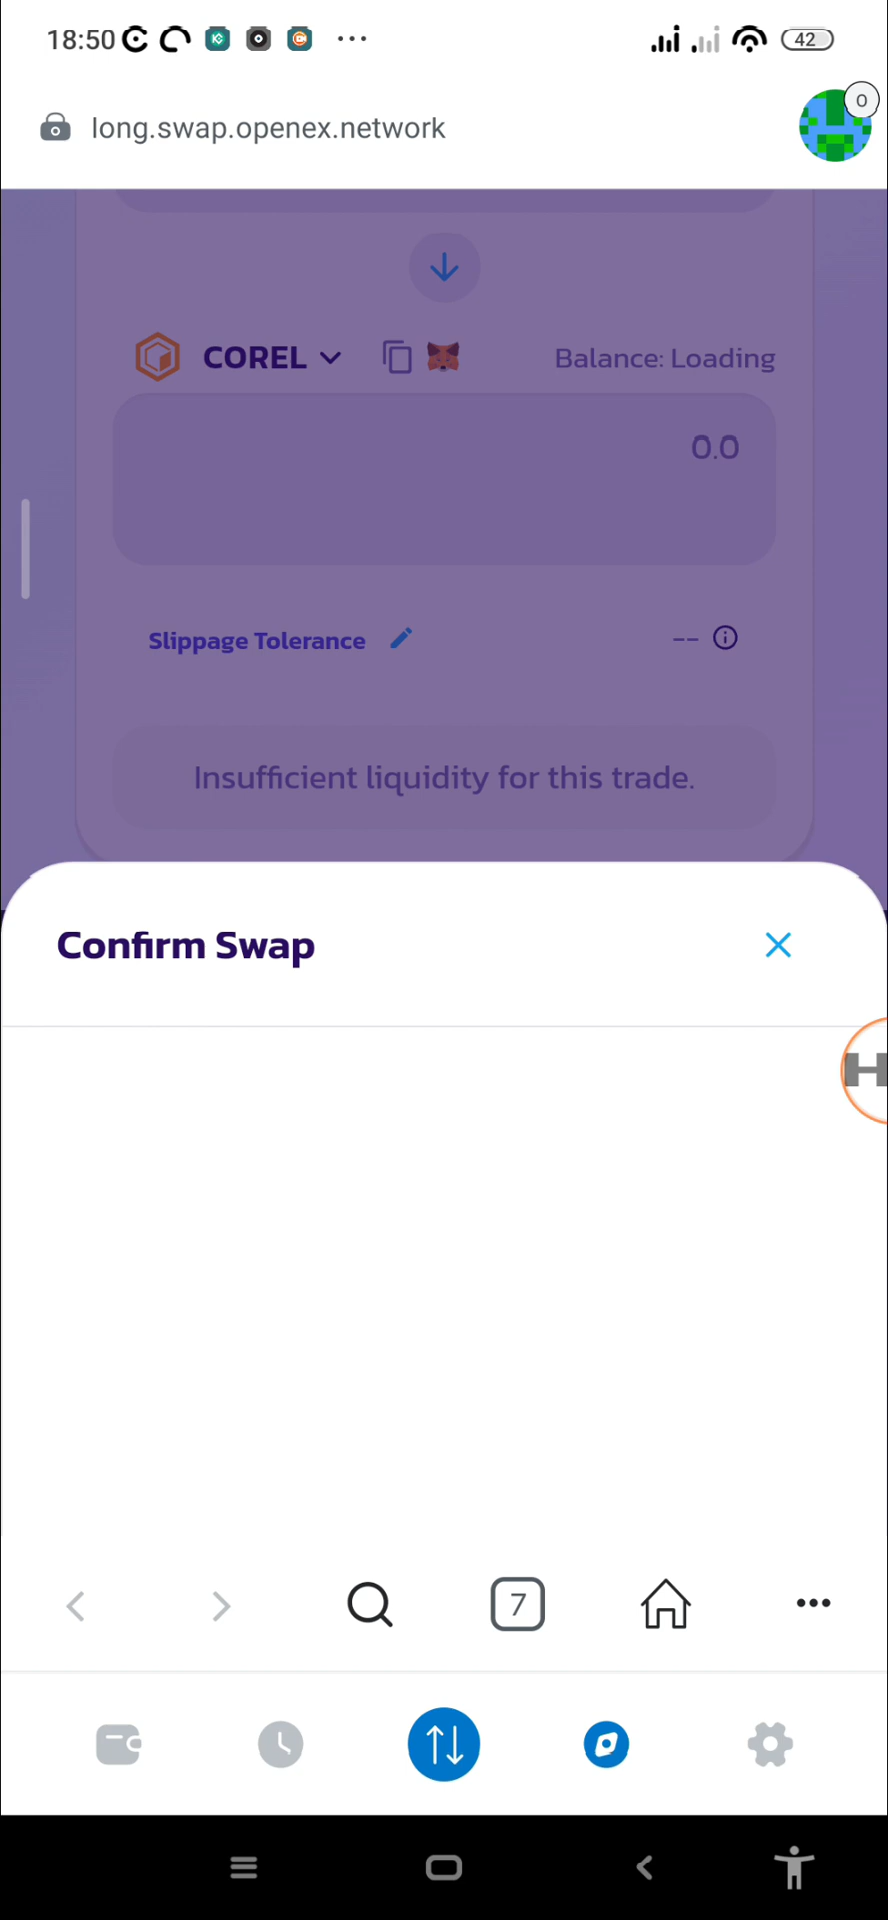 18:50
42
long.swap.openex.network
0
COREL
Balance: Loading
0.0
Slippage Tolerance
--
Insufficient liquidity for this trade.
Confirm Swap
H
7